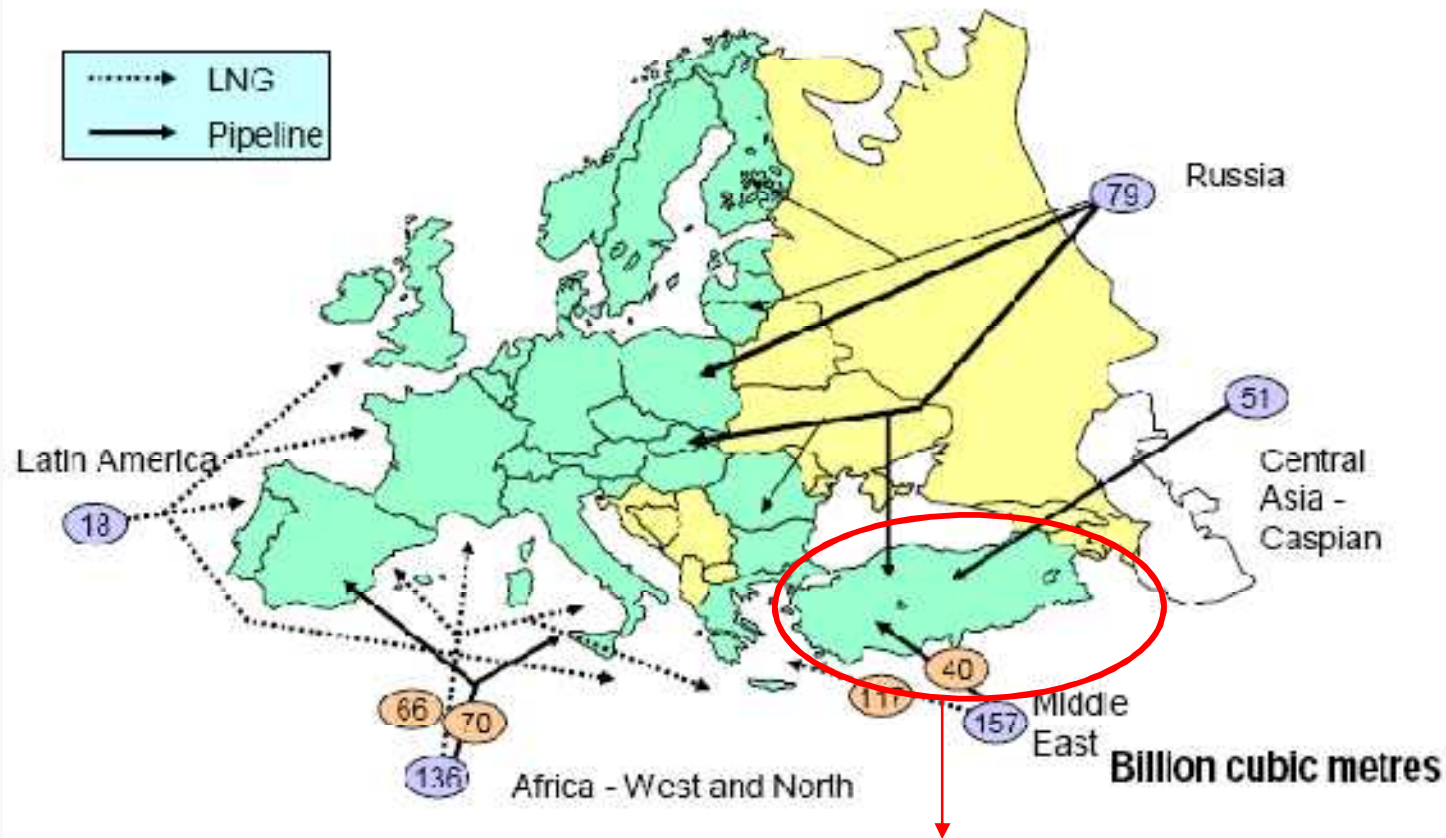 LNG
Pipeline
Russia
79
51
Central
Asia -
Caspian
Latin America
18
40
117
157
Middle
East
Billion cubic metres
66
70
136
Africa - West and North